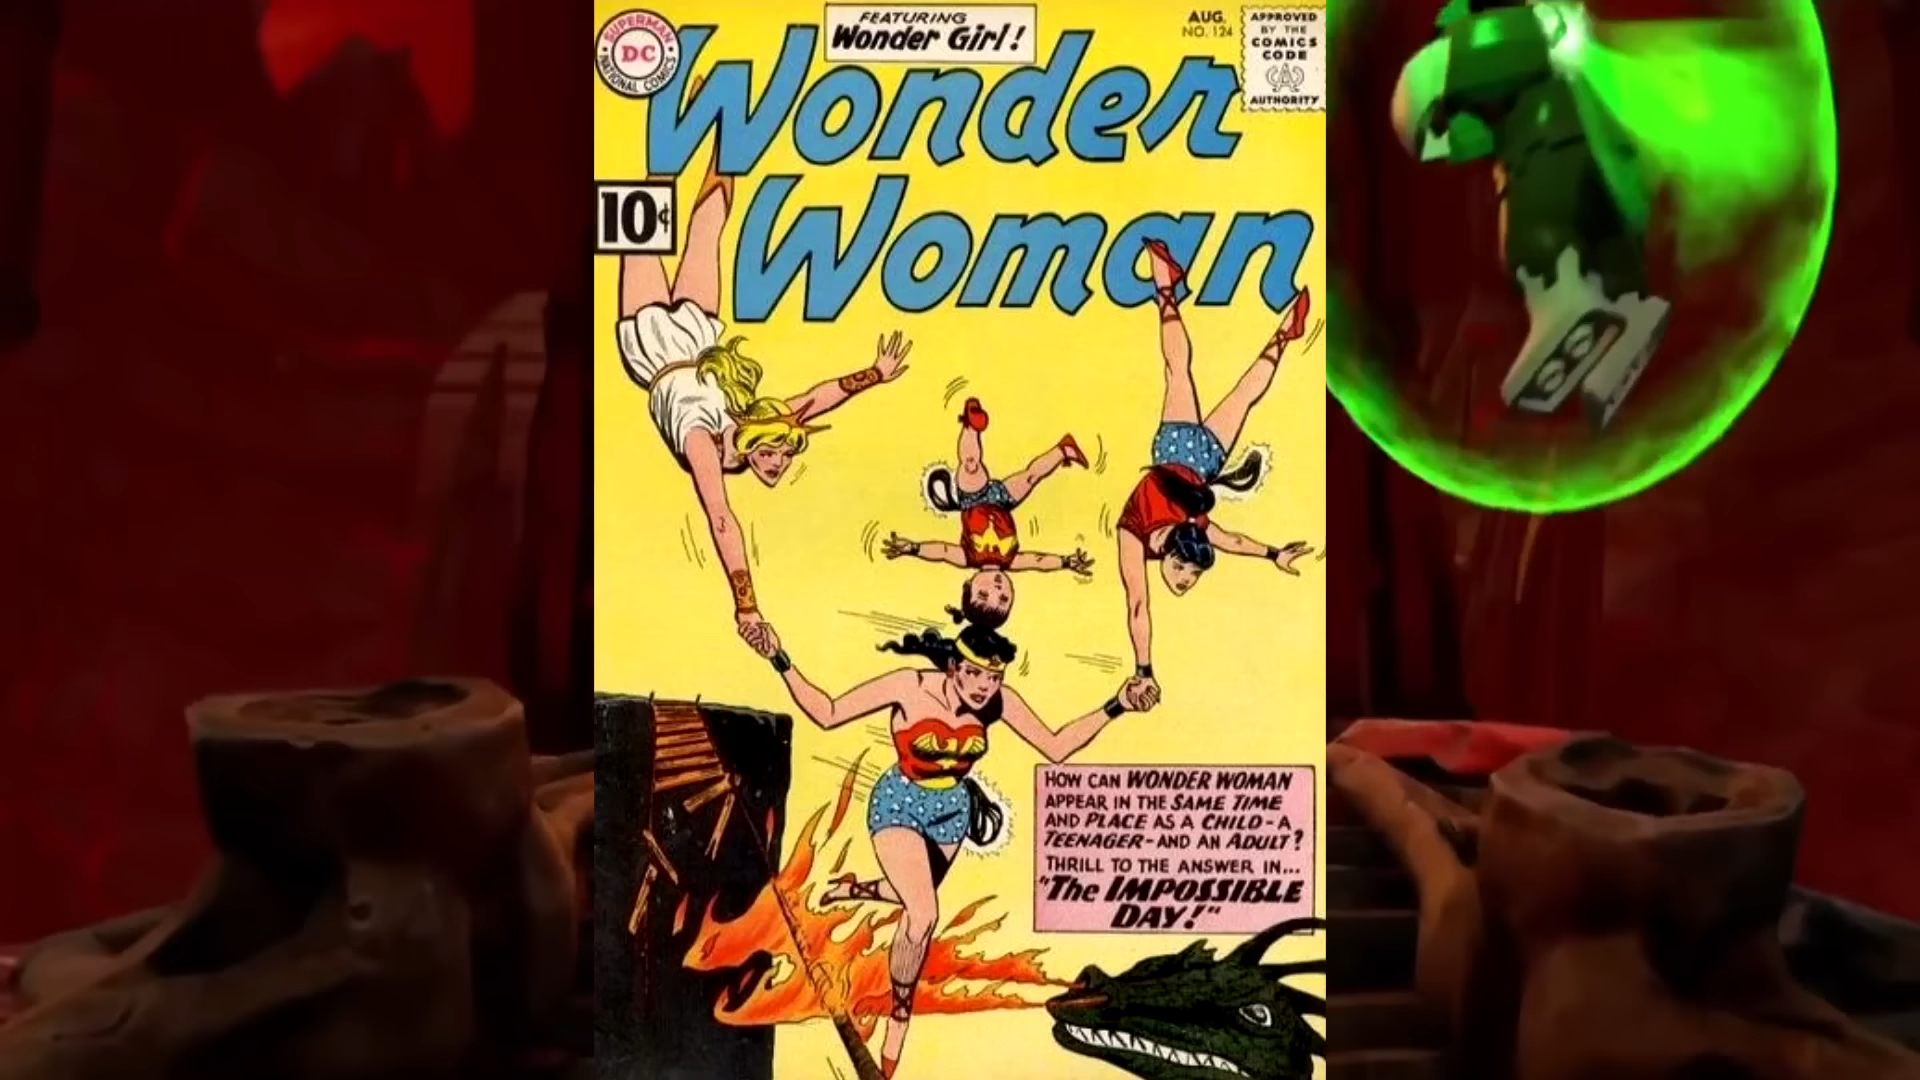 FEATURING
Wonder Girl!
SUPERMAN
DC
NATIONAL COMICS
AUG.
NO. 124
APPROVED
BY THE
COMICS
CODE
CA
AUTHORITY
Wonder
Woman
10¢
HOW CAN WONDER WOMAN
APPEAR IN THE SAME TIME
AND PLACE AS A CHILD-A
TEENAGER-AND AN ADULT?
THRILL TO THE ANSWER IN...
"The IMPOSSIBLE
DAY!"